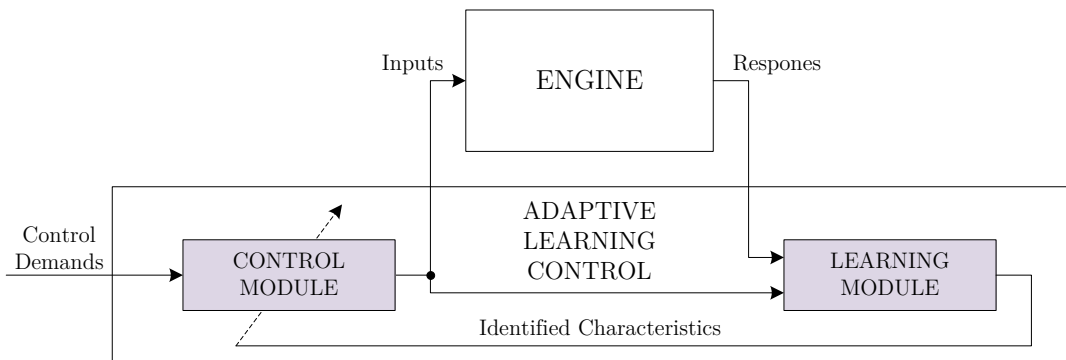 Inputs
ENGINE
Respones
Control
Demands
CONTROL
MODULE
ADAPTIVE
LEARNING
CONTROL
LEARNING
MODULE
Identified Characteristics